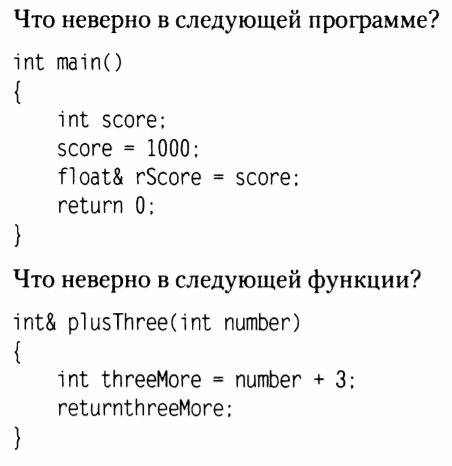 Что неверно в следующей программе?
int main()
{
int score;
score = 1000;
float& rScore = score;
return 0;
}
Что неверно в следующей функции?
int& plusThree(int number)
{
int threeMore = number + 3;
returnthreeMore;
}